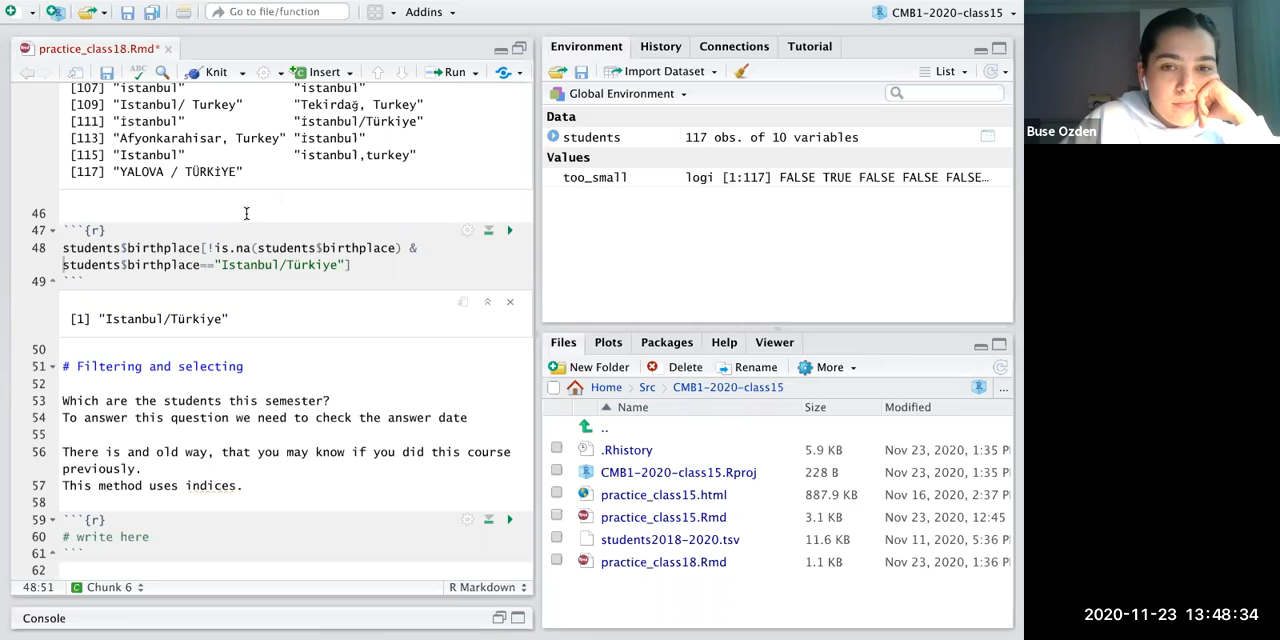 Go to file/function
Addins
CMB1-2020-class15
practice_class18.Rmd*
ABC
Knit
Insert
Run
[107] "istanbul" "istanbul"
[109] "Istanbul/ Turkey" "Tekirdağ, Turkey"
[111] "istanbul" "istanbul/Türkiye"
[113] "Afyonkarahisar, Turkey" "istanbul"
[115] "Istanbul" "istanbul,turkey"
[117] "YALOVA / TÜRKİYE"
46
47 ```{r}
48 students$birthplace[!is.na(students$birthplace) &
students$birthplace=="Istanbul/Türkiye"]
49 ```
[1] "Istanbul/Türkiye"
50
51 # Filtering and selecting
52
53 Which are the students this semester?
54 To answer this question we need to check the answer date
55
56 There is and old way, that you may know if you did this course
previously.
57 This method uses indices.
58
59 ```{r}
60 # write here
61 ```
62
48:51 Chunk 6 R Markdown
Console
Environment History Connections Tutorial
Import Dataset List
Global Environment
Data
students 117 obs. of 10 variables
Values
too_small logi [1:117] FALSE TRUE FALSE FALSE FALSE…
Files Plots Packages Help Viewer
New Folder Delete Rename More
Home Src CMB1-2020-class15 ...
Name Size Modified
..
.Rhistory 5.9 KB Nov 23, 2020, 1:35 P
CMB1-2020-class15.Rproj 228 B Nov 23, 2020, 1:35 P
practice_class15.html 887.9 KB Nov 16, 2020, 2:37 P
practice_class15.Rmd 3.1 KB Nov 23, 2020, 12:45
students2018-2020.tsv 11.6 KB Nov 11, 2020, 5:36 P
practice_class18.Rmd 1.1 KB Nov 23, 2020, 1:36 P
Buse Ozden
2020-11-23 13:48:34